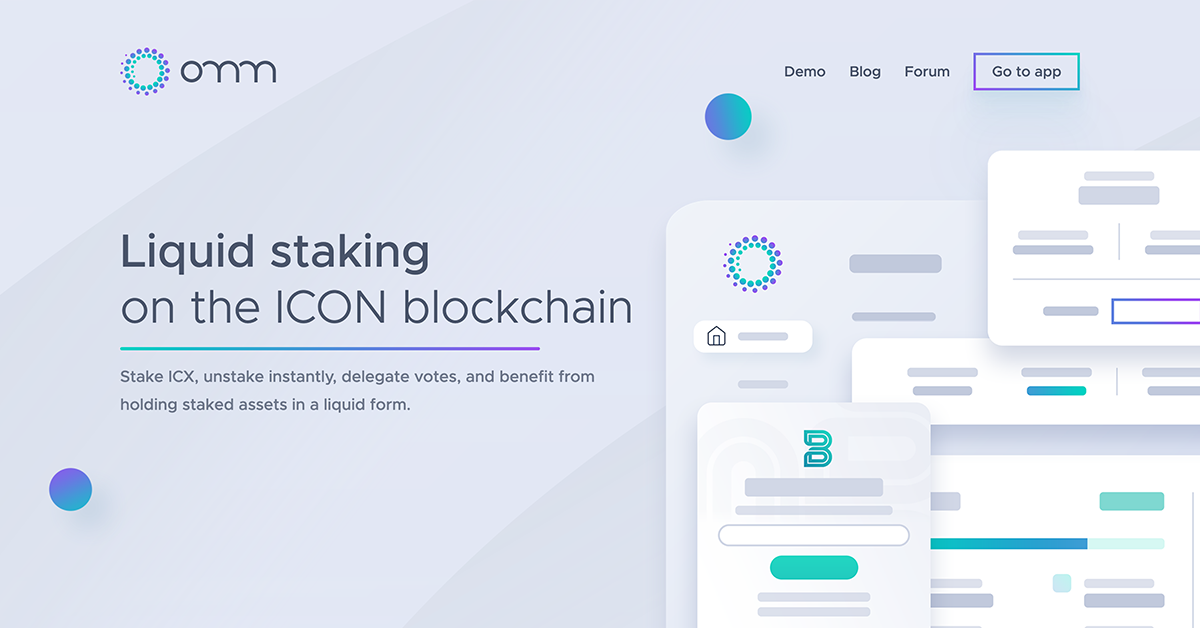 omm
Demo Blog Forum Go to app
Liquid staking
on the ICON blockchain
Stake ICX, unstake instantly, delegate votes, and benefit from
holding staked assets in a liquid form.